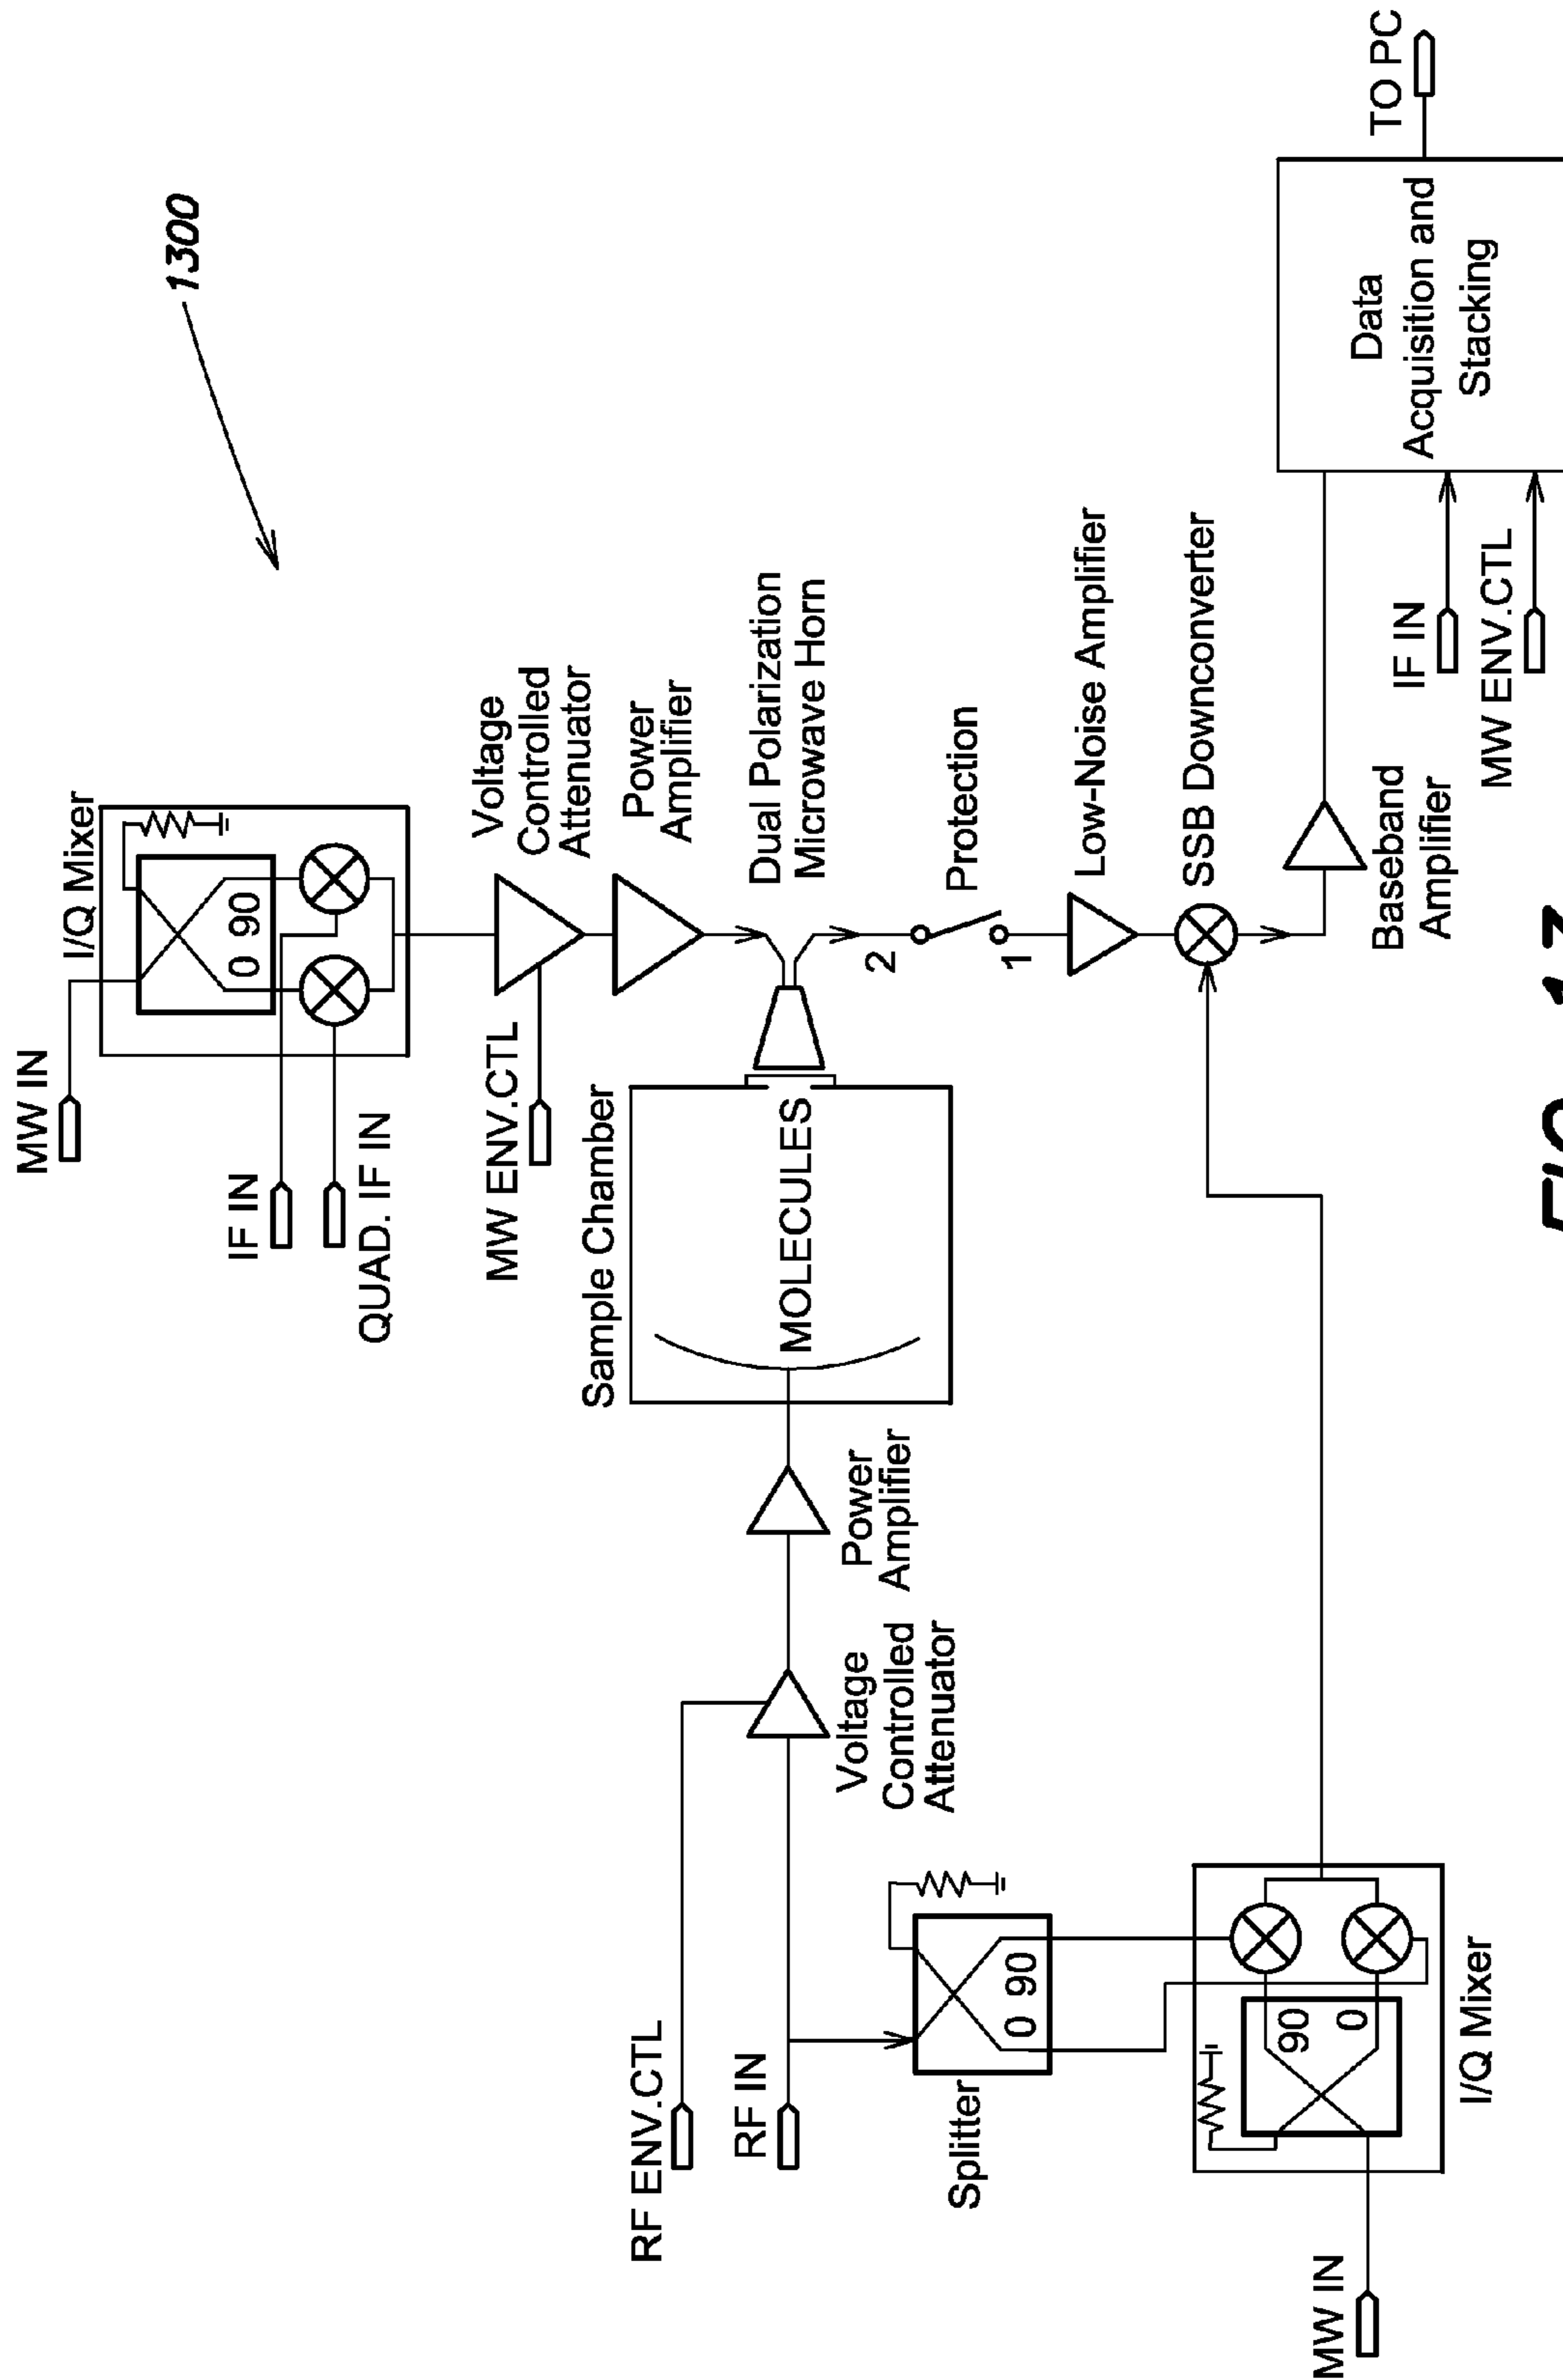 MW IN
I/Q Mixer
1300
0 90
IF IN
QUAD. IF IN
MW ENV.CTL
Voltage
Controlled
Attenuator
Sample Chamber
Power
Amplifier
RF ENV.CTL
RF IN
MOLECULES
Dual Polarization
Microwave Horn
Voltage
Controlled
Attenuator
Power
Amplifier
2
Protection
1
Splitter
0 90
Low-Noise Amplifier
SSB Downconverter
MW IN
90
0
I/Q Mixer
Baseband
Amplifier
Data
Acquisition and
Stacking
TO PC
IF IN
MW ENV.CTL